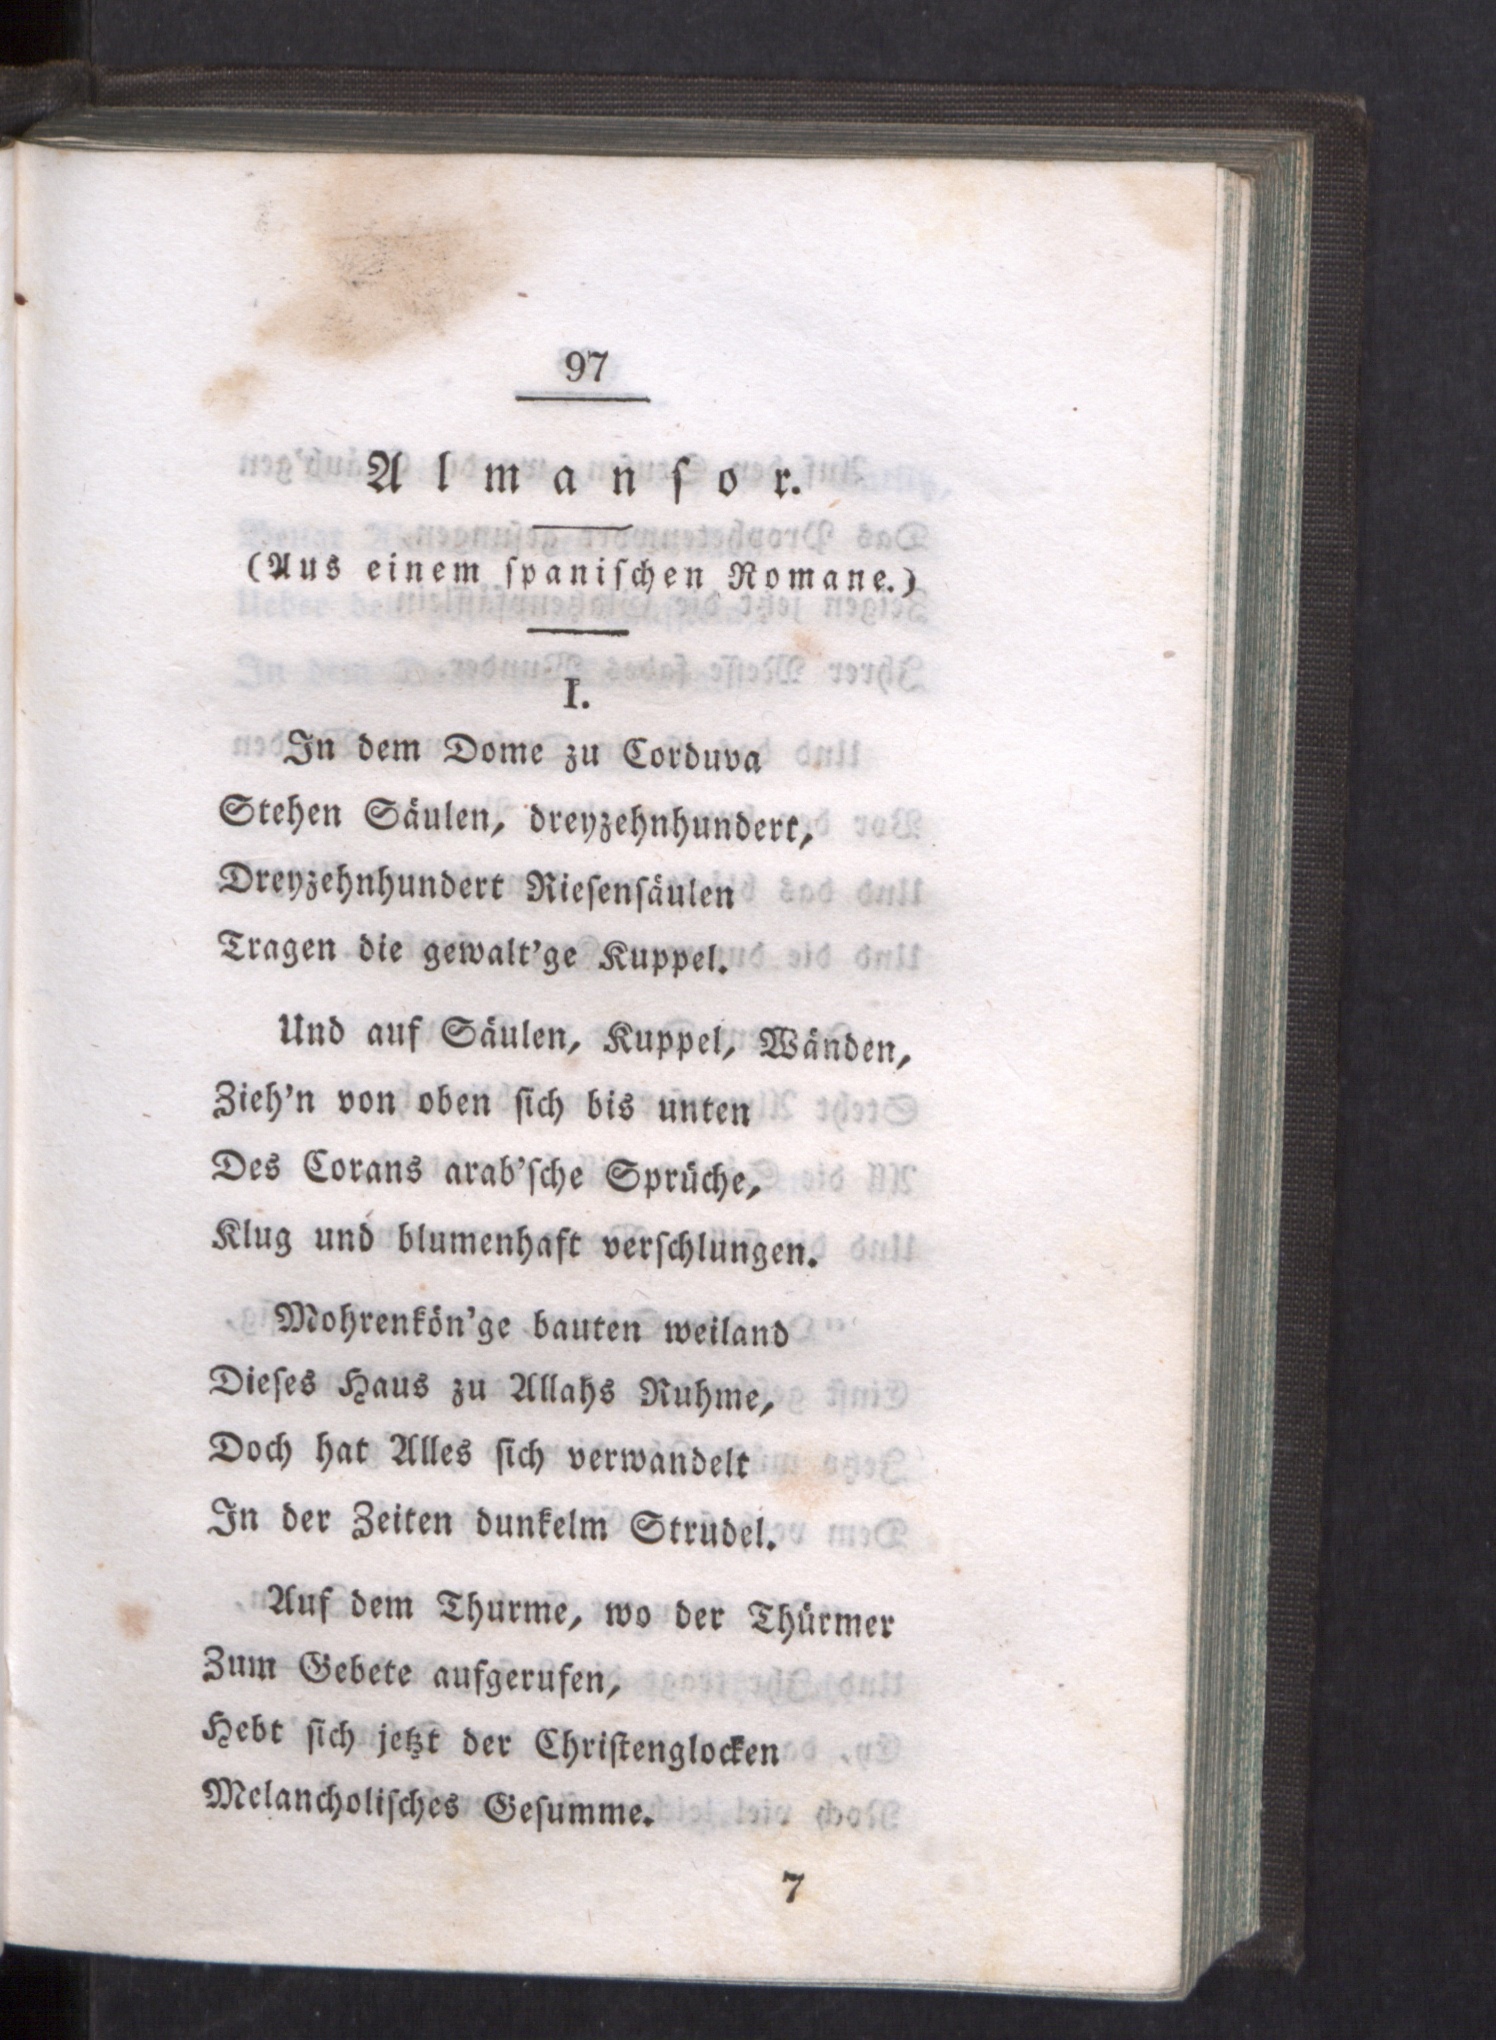 97
Almanſor.
(Aus einem ſpaniſchen Romane.)
I.
In dem Dome zu Corduva
Stehen Säulen, dreyzehnhundert,
Dreyzehnhundert Rieſenſäulen
Tragen die gewalt'ge Kuppel.
Und auf Säulen, Kuppel, Wänden,
Zieh'n von oben ſich bis unten
Des Corans arab'ſche Sprüche,
Klug und blumenhaft verſchlungen.
Mohrenkön'ge bauten weiland
Dieſes Haus zu Allahs Ruhme,
Doch hat Alles ſich verwandelt
In der Zeiten dunkelm Strudel.
Auf dem Thurme, wo der Thürmer
Zum Gebete aufgerufen,
Hebt ſich jetzt der Chriſtenglocken
Melancholiſches Geſumme.
7